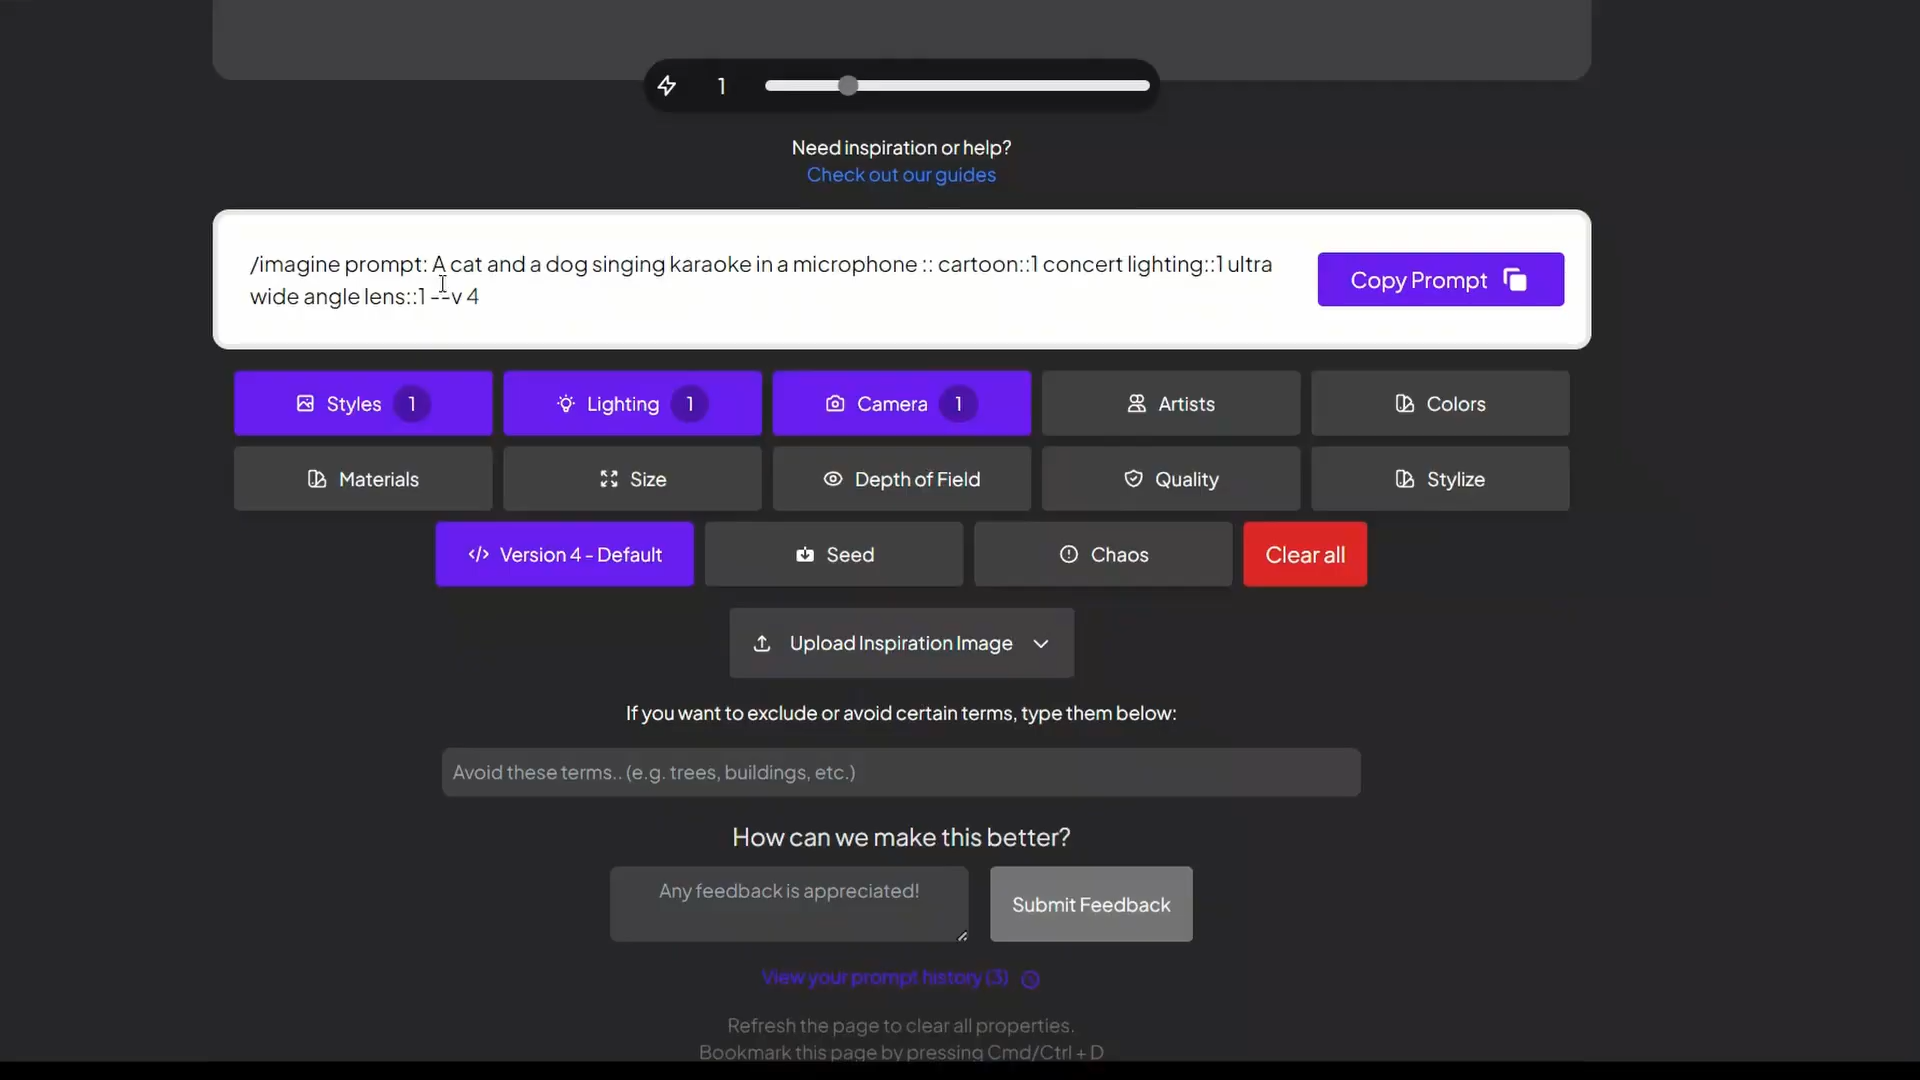 1
Need inspiration or help?
Check out our guides
/imagine prompt: A cat and a dog singing karaoke in a microphone :: cartoon::1 concert lighting::1 ultra
wide angle lens::1 --v 4
Copy Prompt
Styles 1
Lighting 1
Camera 1
Artists
Colors
Materials
Size
Depth of Field
Quality
Stylize
</> Version 4 - Default
Seed
Chaos
Clear all
Upload Inspiration Image
If you want to exclude or avoid certain terms, type them below:
Avoid these terms.. (e.g. trees, buildings, etc.)
How can we make this better?
Any feedback is appreciated!
Submit Feedback
View your prompt history (3)
Refresh the page to clear all properties.
Bookmark this page by pressing Cmd/Ctrl + D